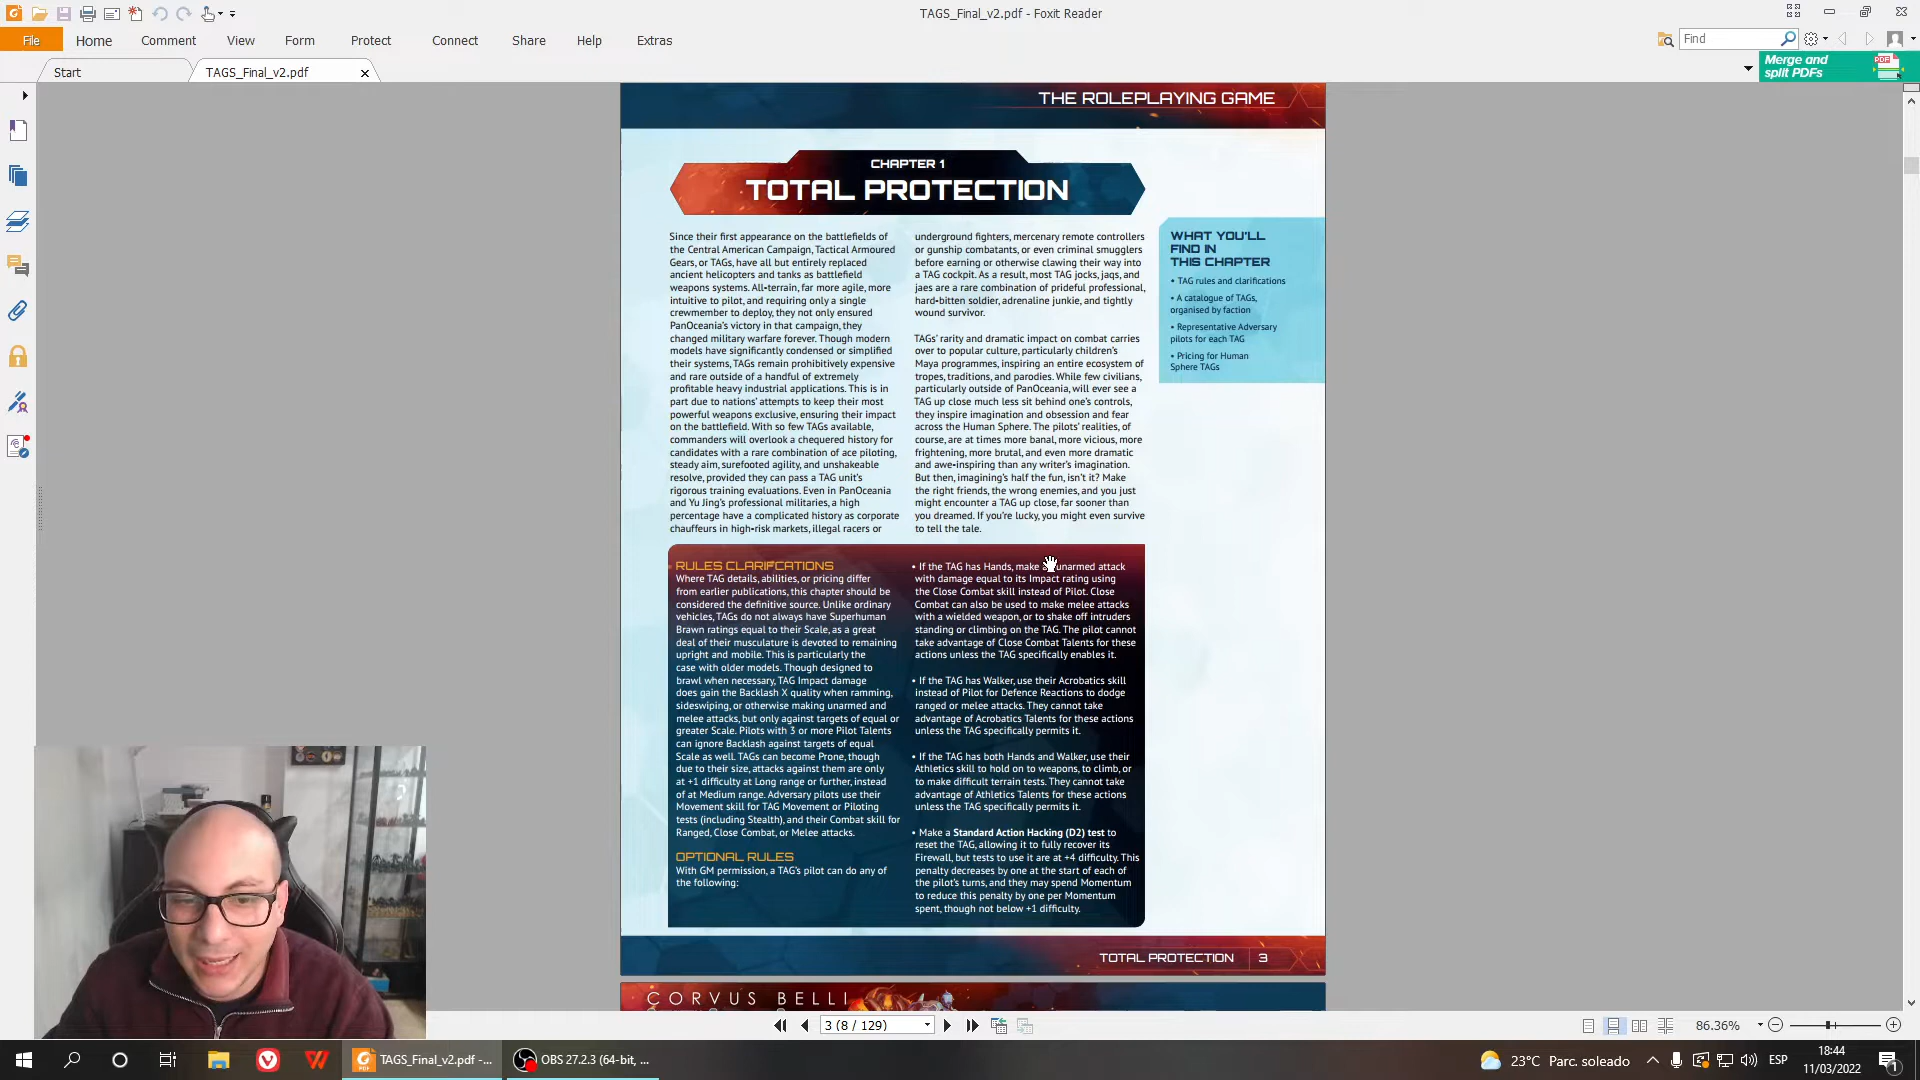 TAGS_Final_v2.pdf - Foxit Reader
File
Home
Comment
View
Form
Protect
Connect
Share
Help
Extras
Find
Start
TAGS_Final_v2.pdf
Merge and
split PDFs
THE ROLEPLAYING GAME
CHAPTER 1
TOTAL PROTECTION
Since their first appearance on the battlefields of
the Central American Campaign, Tactical Armoured
Gears, or TAGs, have all but entirely replaced
ancient helicopters and tanks as battlefield
weapons systems. All-terrain, far more agile, more
intuitive to pilot, and requiring only a single
crewmember to deploy, they not only ensured
PanOceania's victory in that campaign, they
changed military warfare forever. Though modern
models have significantly condensed or simplified
their systems, TAGs remain prohibitively expensive
and rare outside of a handful of extremely
profitable heavy industrial applications. This is in
part due to nations' attempts to keep their most
powerful weapons exclusive, ensuring their impact
on the battlefield. With so few TAGs available,
commanders will overlook a chequered history for
candidates with a rare combination of ace piloting,
steady aim, surefooted agility, and unshakeable
resolve, provided they can pass a TAG unit's
rigorous training evaluations. Even in PanOceania
and Yu Jing's professional militaries, a high
percentage have a complicated history as corporate
chauffeurs in high-risk markets, illegal racers or
underground fighters, mercenary remote controllers
or gunship combatants, or even criminal smugglers
before earning or otherwise clawing their way into
a TAG cockpit. As a result, most TAG jocks, jaqs, and
jaes are a rare combination of prideful professional,
hard-bitten soldier, adrenaline junkie, and tightly
wound survivor.
TAGs' rarity and dramatic impact on combat carries
over to popular culture, particularly children's
Maya programmes, inspiring an entire ecosystem of
tropes, traditions, and parodies. While few civilians,
particularly outside of PanOceania, will ever see a
TAG up close much less sit behind one's controls,
they inspire imagination and obsession and fear
across the Human Sphere. The pilots' realities, of
course, are at times more banal, more vicious, more
frightening, more brutal, and even more dramatic
and awe-inspiring than any writer's imagination.
But then, imagining's half the fun, isn't it? Make
the right friends, the wrong enemies, and you just
might encounter a TAG up close, far sooner than
you dreamed. If you're lucky, you might even survive
to tell the tale.
WHAT YOU'LL
FIND IN
THIS CHAPTER
• TAG rules and clarifications
• A catalogue of TAGs,
organised by faction
• Representative Adversary
pilots for each TAG
• Pricing for Human
Sphere TAGs
RULES CLARIFCATIONS
Where TAG details, abilities, or pricing differ
from earlier publications, this chapter should be
considered the definitive source. Unlike ordinary
vehicles, TAGs do not always have Superhuman
Brawn ratings equal to their Scale, as a great
deal of their musculature is devoted to remaining
upright and mobile. This is particularly the
case with older models. Though designed to
brawl when necessary, TAG Impact damage
does gain the Backlash X quality when ramming,
sideswiping, or otherwise making unarmed and
melee attacks, but only against targets of equal or
greater Scale. Pilots with 3 or more Pilot Talents
can ignore Backlash against targets of equal
Scale as well. TAGs can become Prone, though
due to their size, attacks against them are only
at +1 difficulty at Long range or further, instead
of at Medium range. Adversary pilots use their
Movement skill for TAG Movement or Piloting
tests (including Stealth), and their Combat skill for
Ranged, Close Combat, or Melee attacks.
OPTIONAL RULES
With GM permission, a TAG's pilot can do any of
the following:
• If the TAG has Hands, make unarmed attack
with damage equal to its Impact rating using
the Close Combat skill instead of Pilot. Close
Combat can also be used to make melee attacks
with a wielded weapon, or to shake off intruders
standing or climbing on the TAG. The pilot cannot
take advantage of Close Combat Talents for these
actions unless the TAG specifically enables it.
• If the TAG has Walker, use their Acrobatics skill
instead of Pilot for Defence Reactions to dodge
ranged or melee attacks. They cannot take
advantage of Acrobatics Talents for these actions
unless the TAG specifically permits it.
• If the TAG has both Hands and Walker, use their
Athletics skill to hold on to weapons, to climb, or
to make difficult terrain tests. They cannot take
advantage of Athletics Talents for these actions
unless the TAG specifically permits it.
• Make a Standard Action Hacking (D2) test to
reset the TAG, allowing it to fully recover its
Firewall, but tests to use it are at +4 difficulty. This
penalty decreases by one at the start of each of
the pilot's turns, and they may spend Momentum
to reduce this penalty by one per Momentum
spent, though not below +1 difficulty.
TOTAL PROTECTION 3
CORVUS BELLI
3 (8 / 129)
86.36%
TAGS_Final_v2.pdf -...
OBS 27.2.3 (64-bit, ...
23°C Parc. soleado
ESP
18:44
11/03/2022